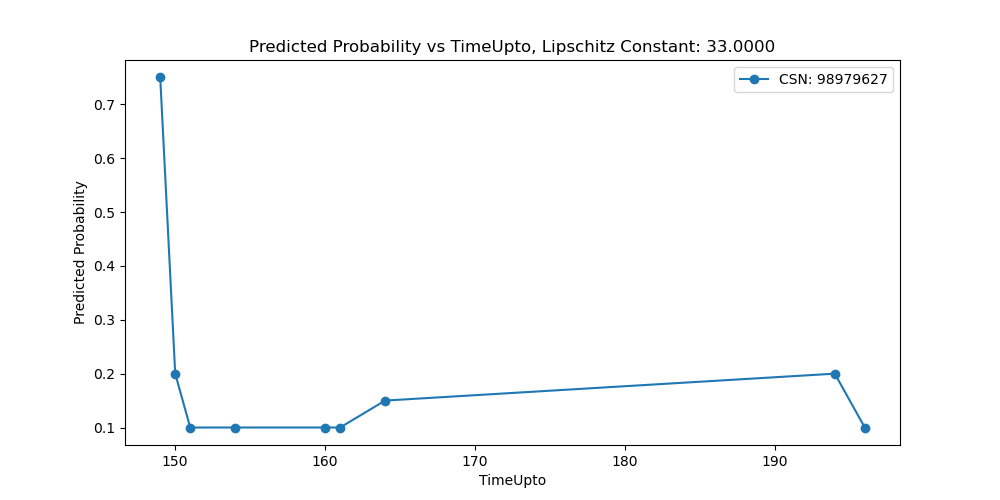 Predicted Probability vs TimeUpto, Lipschitz Constant: 33.0000
CSN: 98979627
Predicted Probability
0.7
0.6
0.5
0.4
0.3
0.2
0.1
150 160 170 180 190
TimeUpto